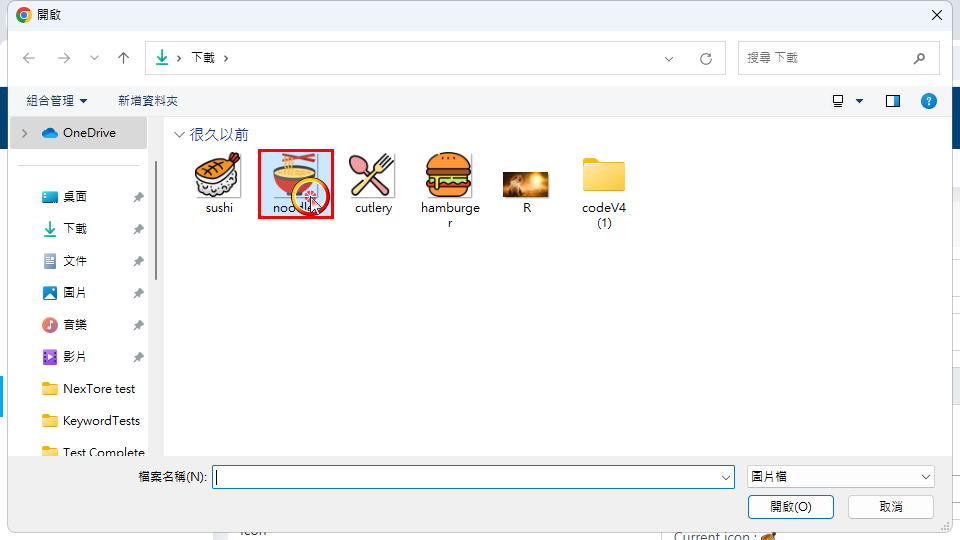 開啟
下載
搜尋 下載
組合管理
新增資料夾
OneDrive
很久以前
sushi
cutlery
hamburge
r
R
codeV4
(1)
桌面
下載
文件
圖片
音樂
影片
NexTore test
KeywordTests
Test Complete
檔案名稱(N):
圖片檔
開啟(O)
取消
Icon
Current icon :